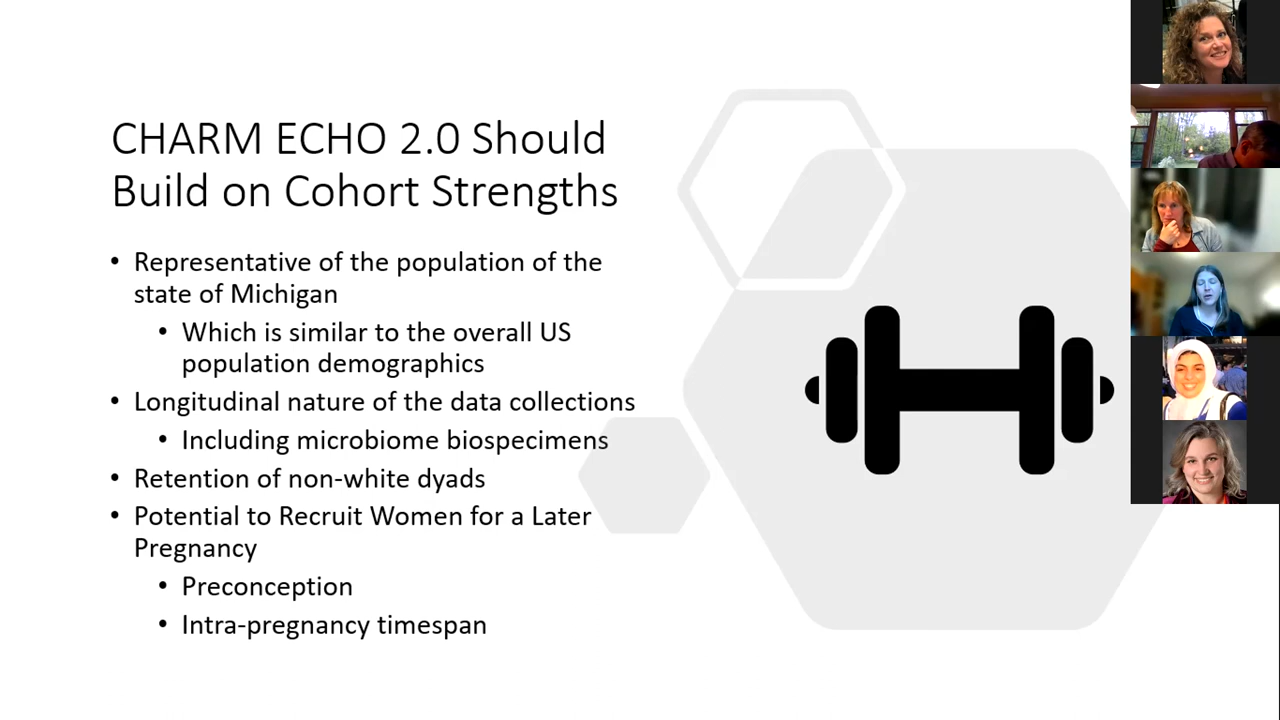 CHARM ECHO 2.0 Should
Build on Cohort Strengths
• Representative of the population of the
state of Michigan
• Which is similar to the overall US
population demographics
• Longitudinal nature of the data collections
• Including microbiome biospecimens
• Retention of non-white dyads
• Potential to Recruit Women for a Later
Pregnancy
• Preconception
• Intra-pregnancy timespan